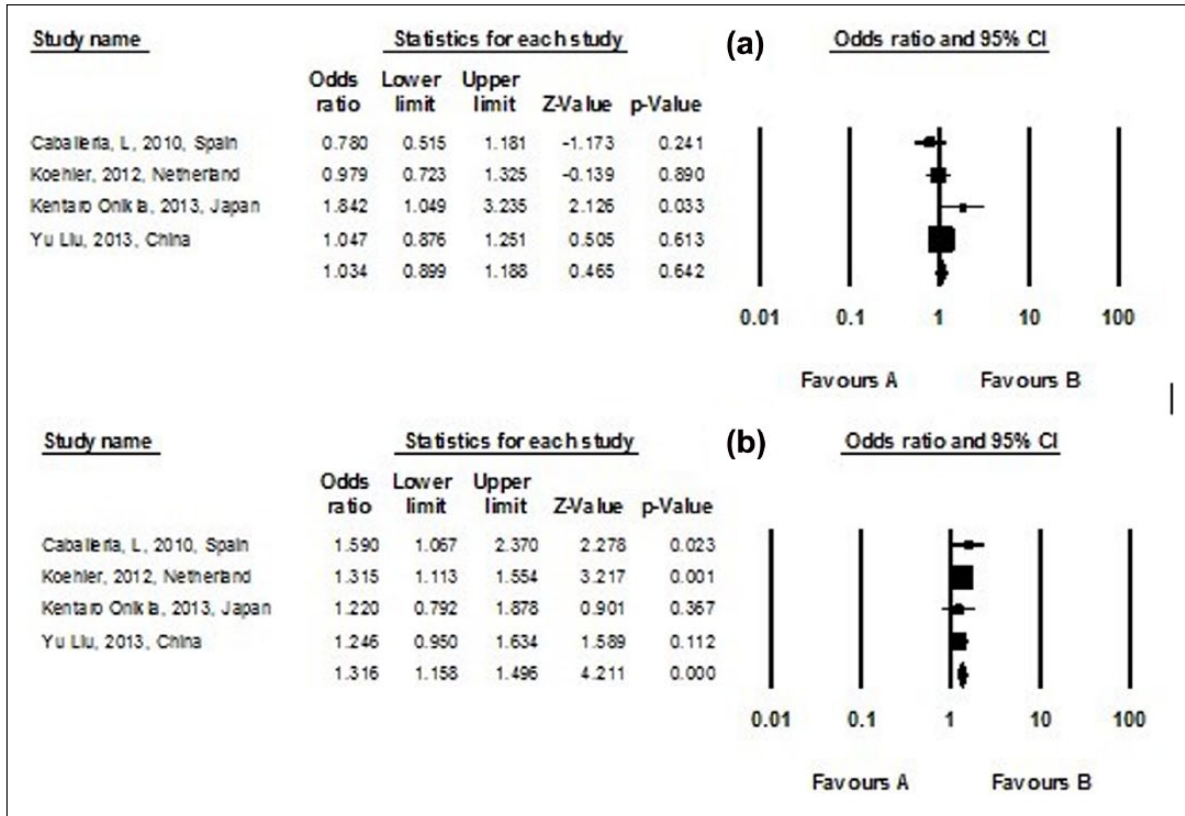 Study name Statistics for each study (a) Odds ratio and 95% CI
Odds Lower Upper
ratio limit limit Z-Value p-Value
Caballeria, L, 2010, Spain 0.780 0.515 1.181 -1.173 0.241
Koehler, 2012, Netherland 0.979 0.723 1.325 -0.139 0.890
Kentaro Onikia, 2013, Japan 1.842 1.049 3.235 2.126 0.033
Yu Liu, 2013, China 1.047 0.876 1.251 0.505 0.613
1.034 0.899 1.188 0.465 0.642
0.01 0.1 1 10 100
Favours A Favours B
Study name Statistics for each study (b) Odds ratio and 95% CI
Odds Lower Upper
ratio limit limit Z-Value p-Value
Caballeria, L, 2010, Spain 1.590 1.067 2.370 2.278 0.023
Koehler, 2012, Netherland 1.315 1.113 1.554 3.217 0.001
Kentaro Onikia, 2013, Japan 1.220 0.792 1.878 0.901 0.367
Yu Liu, 2013, China 1.246 0.950 1.634 1.589 0.112
1.316 1.158 1.496 4.211 0.000
0.01 0.1 1 10 100
Favours A Favours B